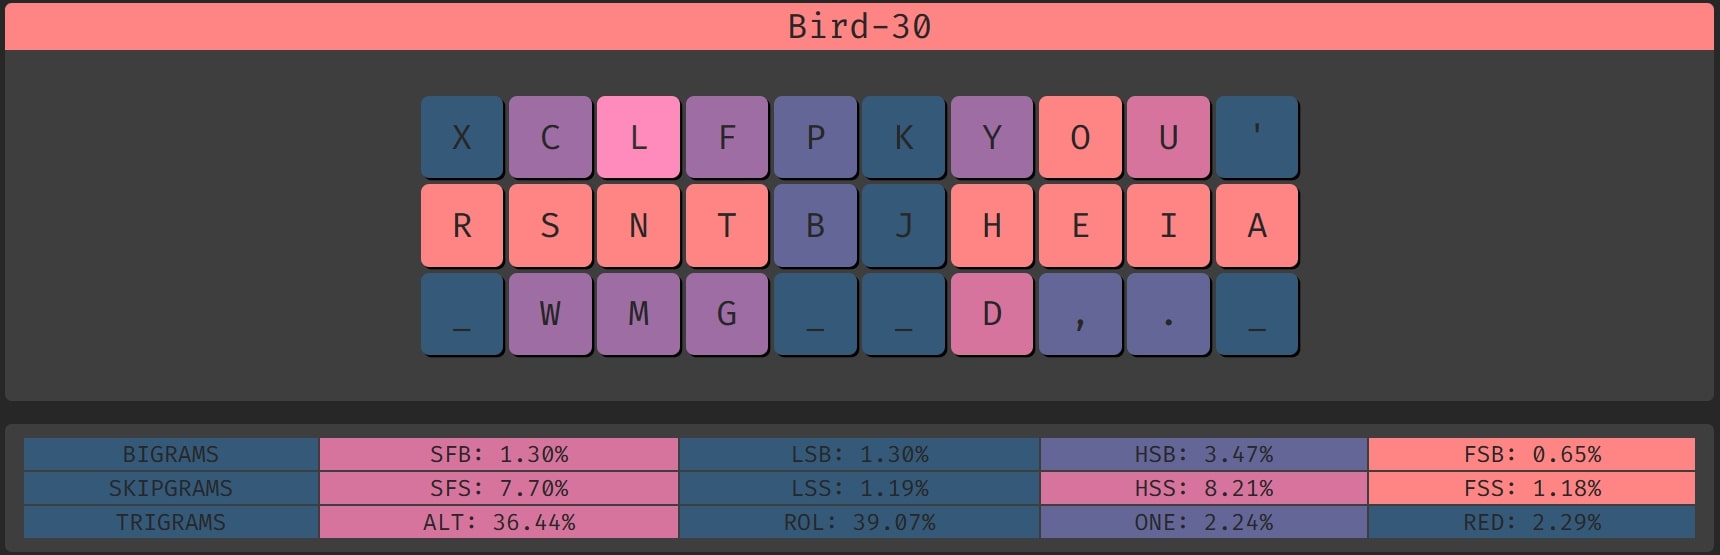 Bird-30
X C L F P K Y O U '
R S N T B J H E I A
_ W M G _ _ D , . _
BIGRAMS SFB: 1.30% LSB: 1.30% HSB: 3.47% FSB: 0.65%
SKIPGRAMS SFS: 7.70% LSS: 1.19% HSS: 8.21% FSS: 1.18%
TRIGRAMS ALT: 36.44% ROL: 39.07% ONE: 2.24% RED: 2.29%